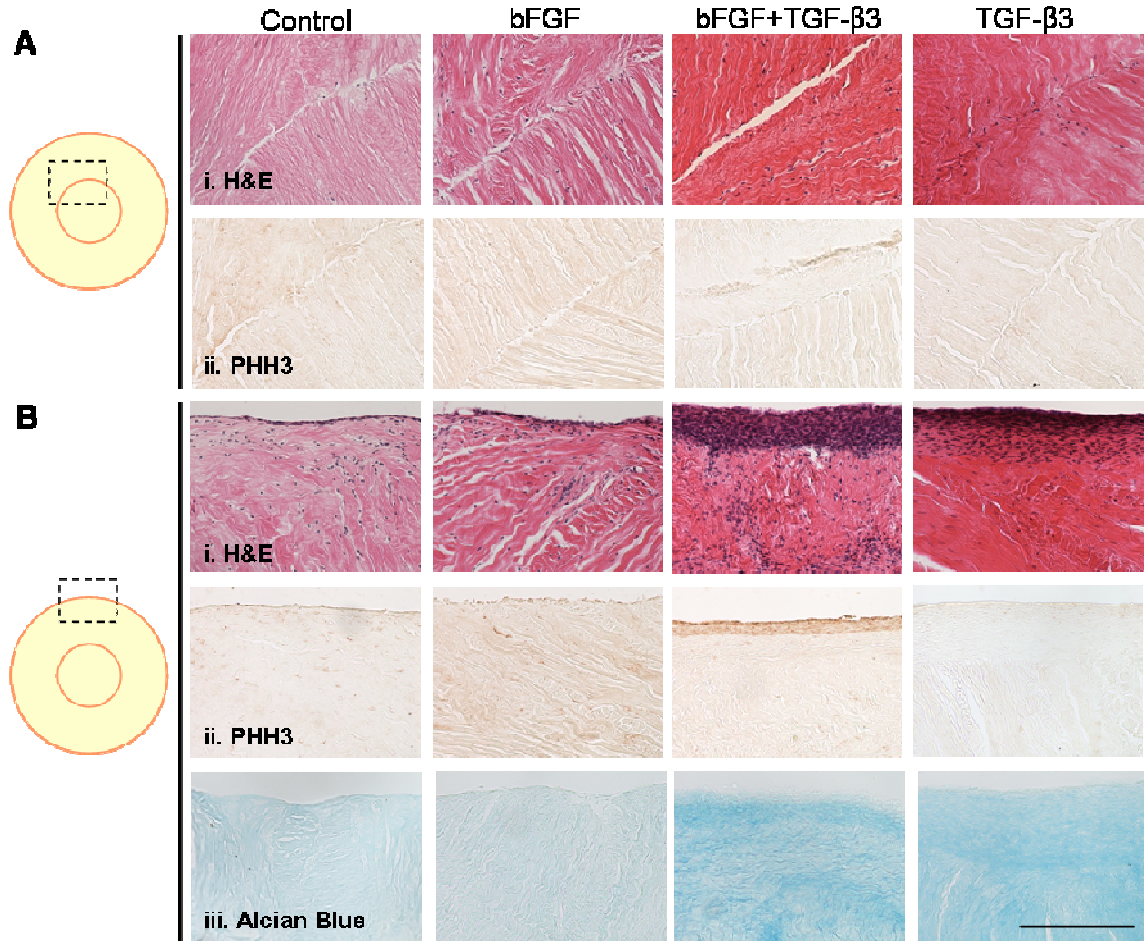 Control bFGF bFGF+TGF-β3 TGF-β3
A
i. H&E
ii. PHH3
B
i. H&E
ii. PHH3
iii. Alcian Blue